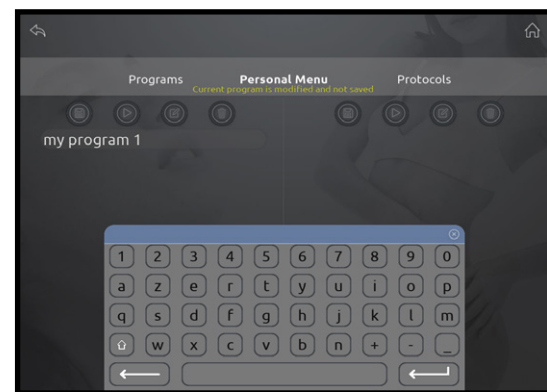 Programs Personal Menu Protocols
Current program is modified and not saved
my program 1
1 2 3 4 5 6 7 8 9 0
a z e r t y u i o p
q s d f g h j k l m
w x c v b n + - _